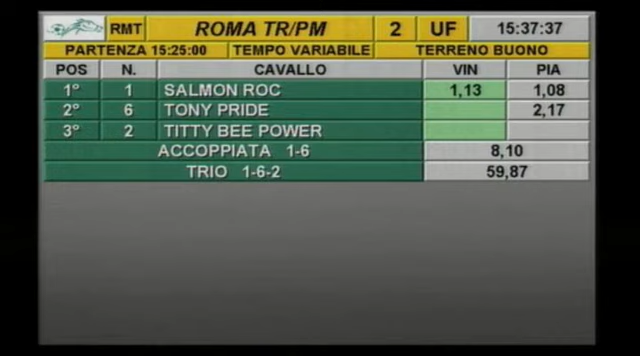 RMT ROMA TR/PM 2 UF 15:37:37
PARTENZA 15:25:00 TEMPO VARIABILE TERRENO BUONO
POS N. CAVALLO VIN PIA
1° 1 SALMON ROC 1,13 1,08
2° 6 TONY PRIDE 2,17
3° 2 TITTY BEE POWER
ACCOPPIATA 1-6 8,10
TRIO 1-6-2 59,87